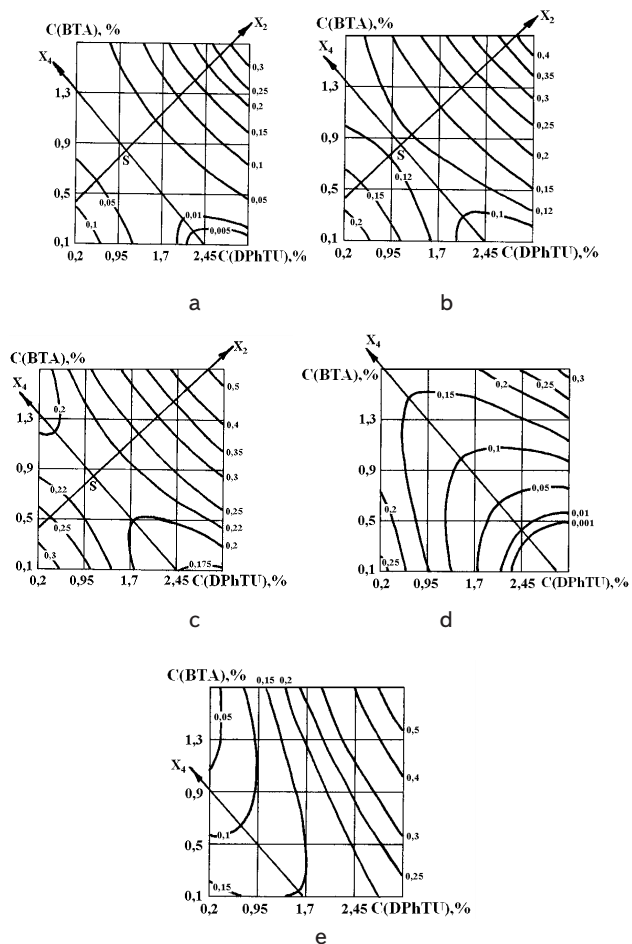 C(BTA), %
X₂
X₄
0,3
0,25
0,2
1,3
0,15
0,9
S
0,1
0,05
0,5
0,05
0,1
0,01
0,005
0,1
0,2 0,95 1,7 2,45 C(DPhTU),%
a
C(BTA), %
X₂
X₄
0,4
0,35
1,3
0,3
0,25
0,9
S
0,2
0,12
0,5
0,15
0,15
0,2
0,1
0,12
0,1
0,2 0,95 1,7 2,45 C(DPhTU),%
b
C(BTA),%
X₂
X₄
0,5
0,2
1,3
0,4
0,35
0,9
S
0,3
0,22
0,25
0,5
0,25
0,22
0,3
0,2
0,175
0,1
0,2 0,95 1,7 2,45 C(DPhTU),%
c
X₄
C(BTA),%
0,2
0,25
0,3
0,15
1,3
0,1
0,9
0,2
0,05
0,5
0,01
0,001
0,25
0,1
0,2 0,95 1,7 2,45 C(DPhTU),%
d
C(BTA),% 0,15 0,2
0,05
0,5
1,3
X₄
0,4
0,9
0,1
0,3
0,5
0,25
0,15
0,1
0,2 0,95 1,7 2,45 C(DPhTU),%
e